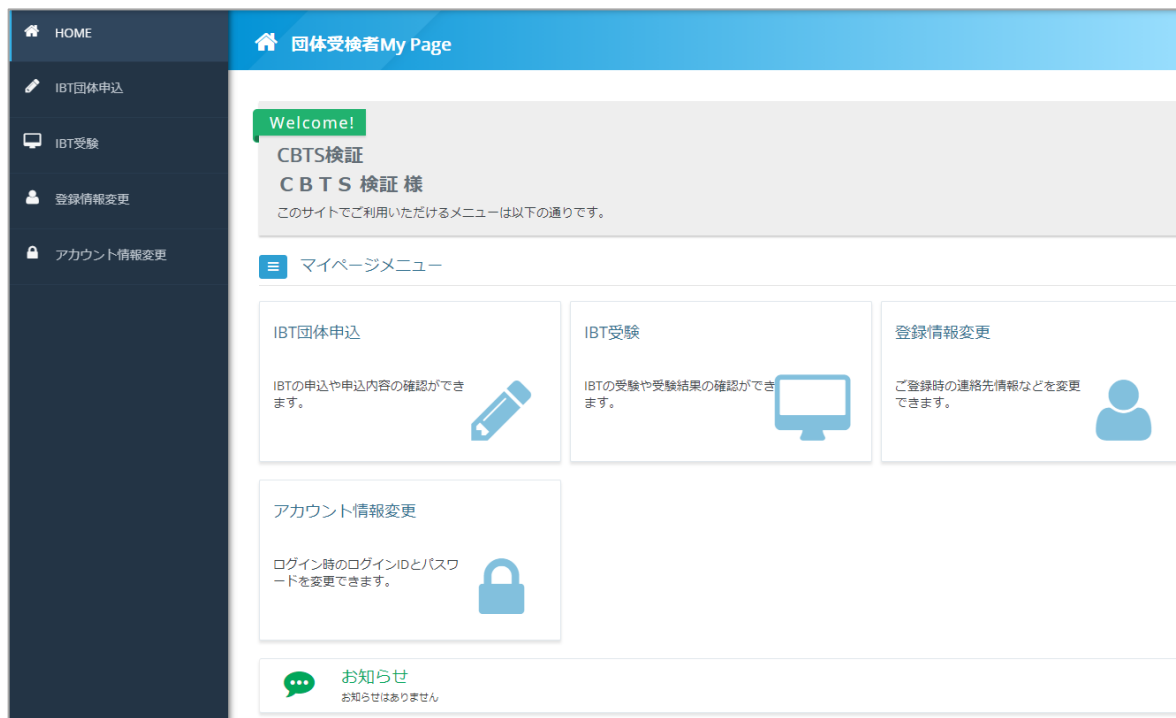 HOME
IBT団体申込
IBT受験
登録情報変更
アカウント情報変更
団体受検者My Page
Welcome!
CBTS検証
ＣＢＴＳ 検証 様
このサイトでご利用いただけるメニューは以下の通りです。
マイページメニュー
IBT団体申込
IBTの申込や申込内容の確認ができ
ます。
IBT受験
IBTの受験や受験結果の確認ができ
ます。
登録情報変更
ご登録時の連絡先情報などを変更
できます。
アカウント情報変更
ログイン時のログインIDとパスワ
ードを変更できます。
お知らせ
お知らせはありません